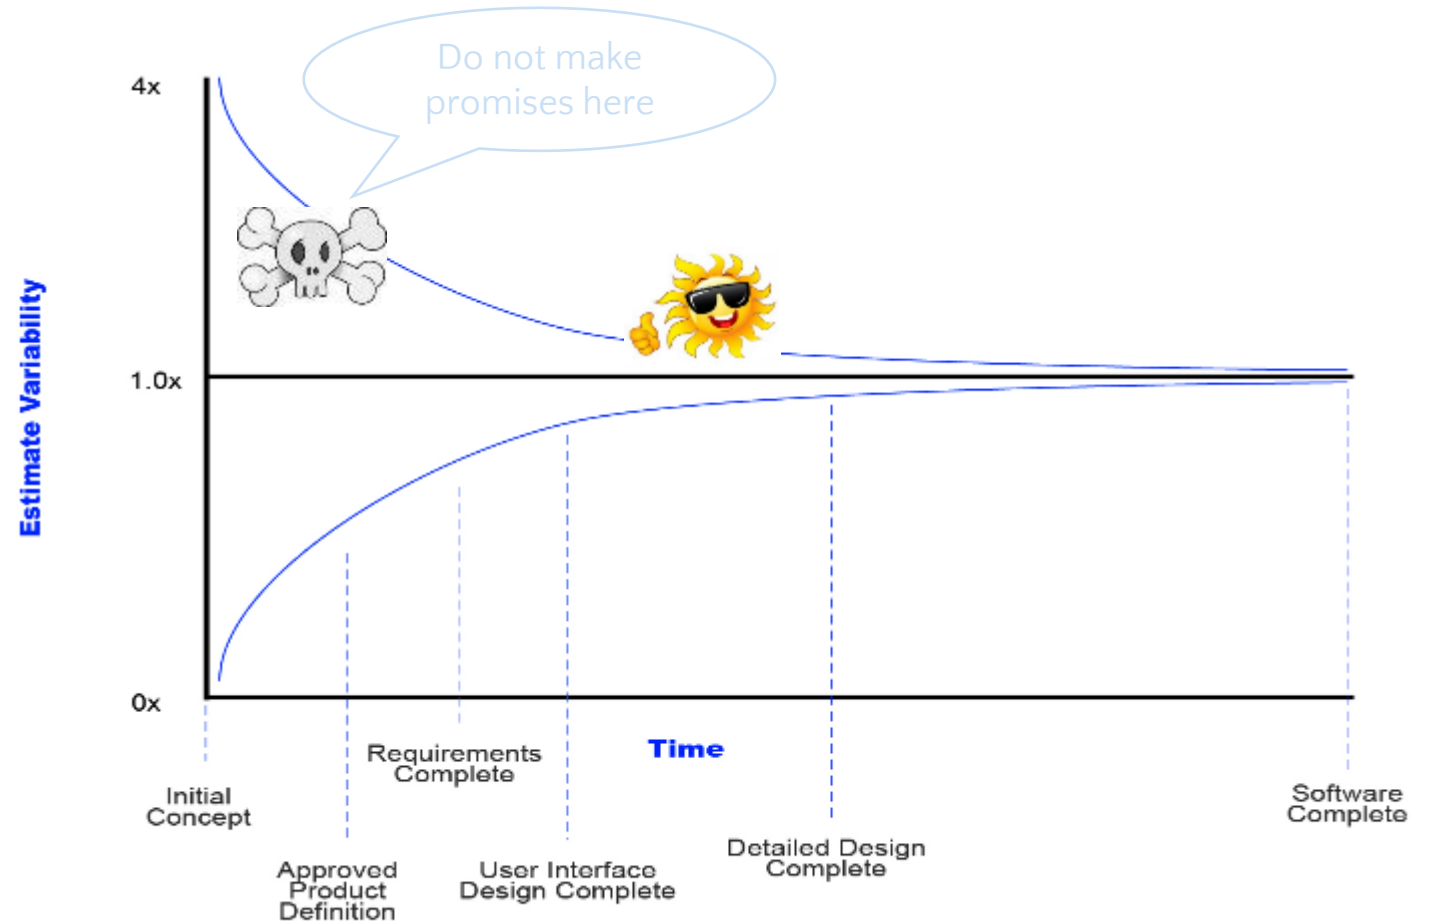 Do not make
promises here
4x
Estimate Variability
1.0x
0x
Requirements
Complete
Time
Initial
Concept
Software
Complete
Detailed Design
Complete
Approved
Product
Definition
User Interface
Design Complete